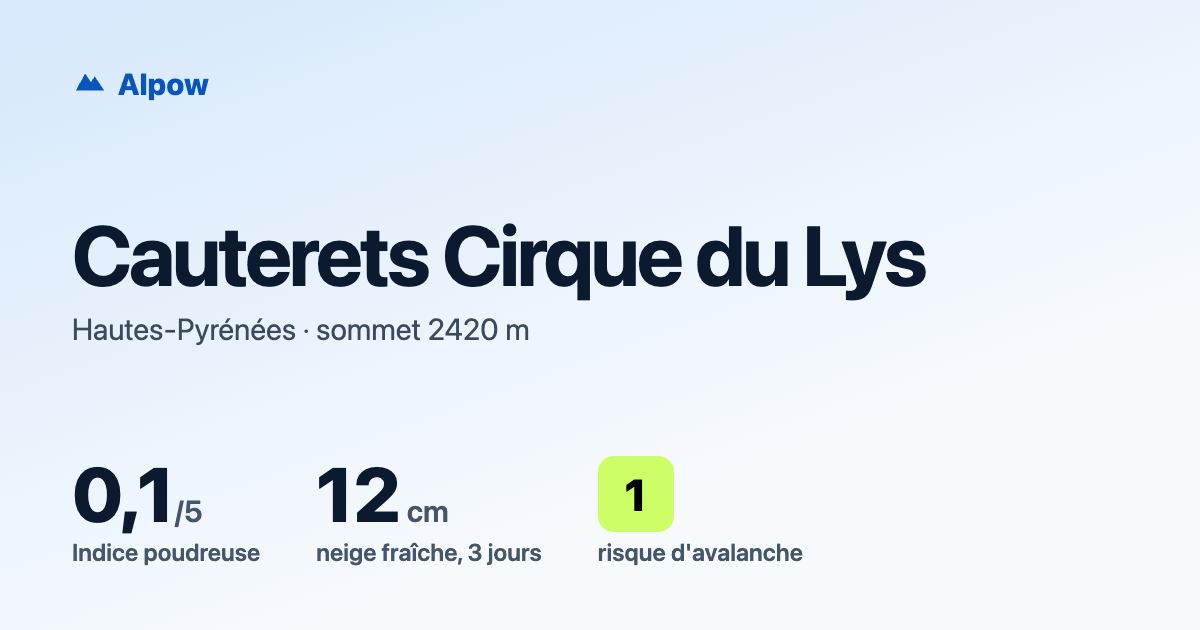 Alpow
Cauterets Cirque du Lys
Hautes-Pyrénées · sommet 2420 m
0,1/5
Indice poudreuse
12 cm
neige fraîche, 3 jours
1
risque d'avalanche